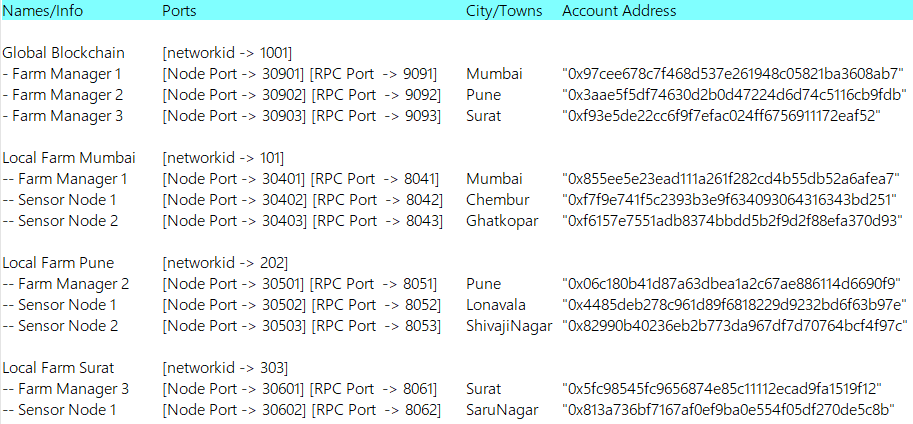 Names/Info Ports City/Towns Account Address
Global Blockchain [networkid -> 1001]
- Farm Manager 1 [Node Port -> 30901] [RPC Port -> 9091] Mumbai "0x97cee678c7f468d537e261948c05821ba3608ab7"
- Farm Manager 2 [Node Port -> 30902] [RPC Port -> 9092] Pune "0x3aae5f5df74630d2b0d47224d6d74c5116cb9fdb"
- Farm Manager 3 [Node Port -> 30903] [RPC Port -> 9093] Surat "0xf93e5de22cc6f9f7efac024ff6756911172eaf52"
Local Farm Mumbai [networkid -> 101]
-- Farm Manager 1 [Node Port -> 30401] [RPC Port -> 8041] Mumbai "0x855ee5e23ead111a261f282cd4b55db52a6afea7"
-- Sensor Node 1 [Node Port -> 30402] [RPC Port -> 8042] Chembur "0xf7f9e741f5c2393b3e9f634093064316343bd251"
-- Sensor Node 2 [Node Port -> 30403] [RPC Port -> 8043] Ghatkopar "0xf6157e7551adb8374bbdd5b2f9d2f88efa370d93"
Local Farm Pune [networkid -> 202]
-- Farm Manager 2 [Node Port -> 30501] [RPC Port -> 8051] Pune "0x06c180b41d87a63dbea1a2c67ae886114d6690f9"
-- Sensor Node 1 [Node Port -> 30502] [RPC Port -> 8052] Lonavala "0x4485deb278c961d89f6818229d9232bd6f63b97e"
-- Sensor Node 2 [Node Port -> 30503] [RPC Port -> 8053] ShivajiNagar "0x82990b40236eb2b773da967df7d70764bcf4f97c"
Local Farm Surat [networkid -> 303]
-- Farm Manager 3 [Node Port -> 30601] [RPC Port -> 8061] Surat "0x5fc98545fc9656874e85c11112ecad9fa1519f12"
-- Sensor Node 1 [Node Port -> 30602] [RPC Port -> 8062] SaruNagar "0x813a736bf7167af0ef9ba0e554f05df270de5c8b"